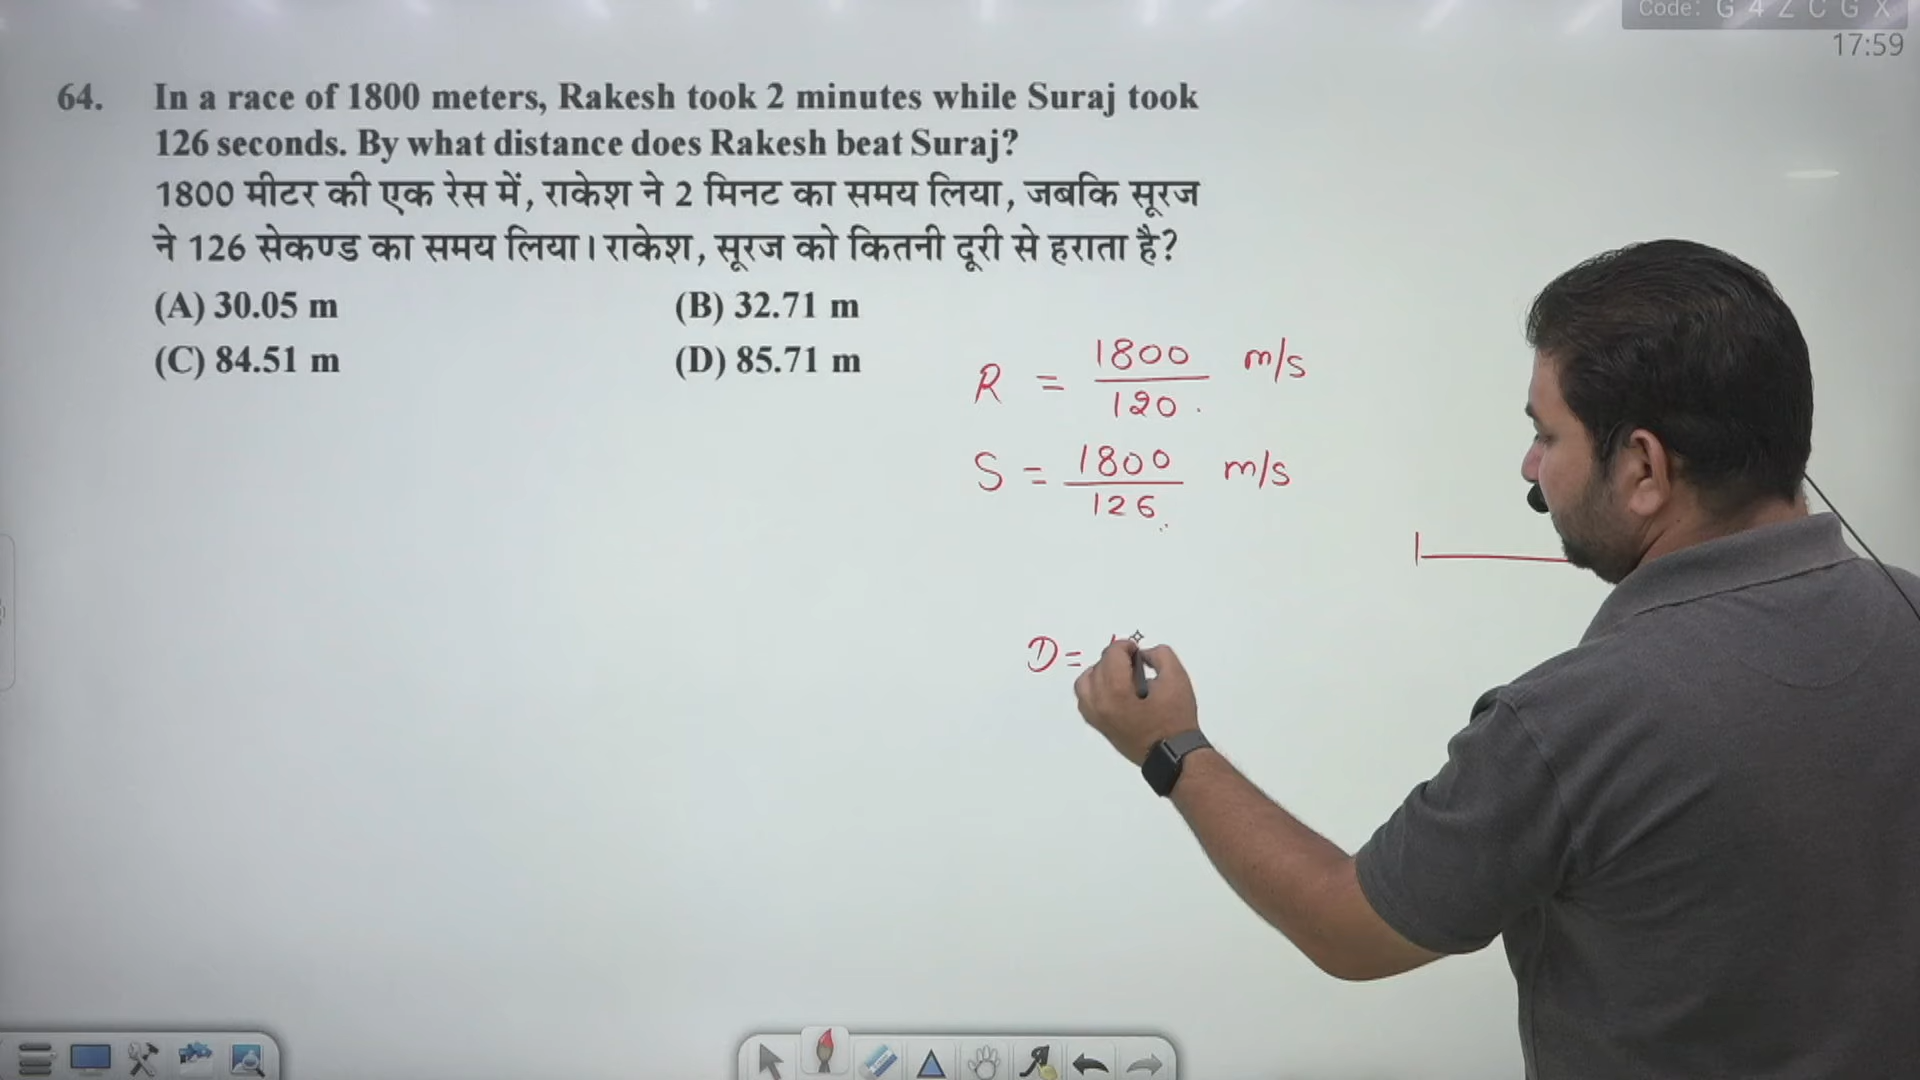 Code: G 4 Z C G X
17:59
64. In a race of 1800 meters, Rakesh took 2 minutes while Suraj took
126 seconds. By what distance does Rakesh beat Suraj?
1800 मीटर की एक रेस में, राकेश ने 2 मिनट का समय लिया, जबकि सूरज
ने 126 सेकण्ड का समय लिया। राकेश, सूरज को कितनी दूरी से हराता है?
(A) 30.05 m (B) 32.71 m
(C) 84.51 m (D) 85.71 m
R = 1800/120 m/s
S = 1800/126 m/s
D =